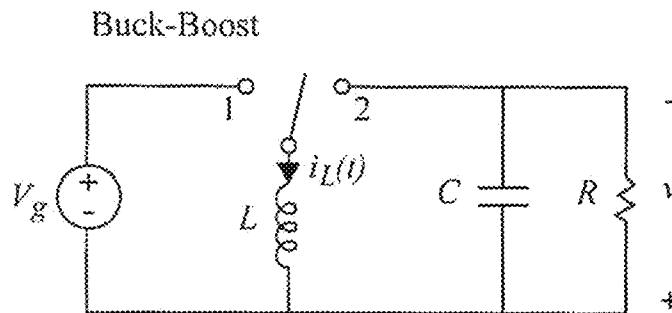 Buck-Boost
1
2
-
V_g
+
-
i_L(t)
L
C
R
v
+